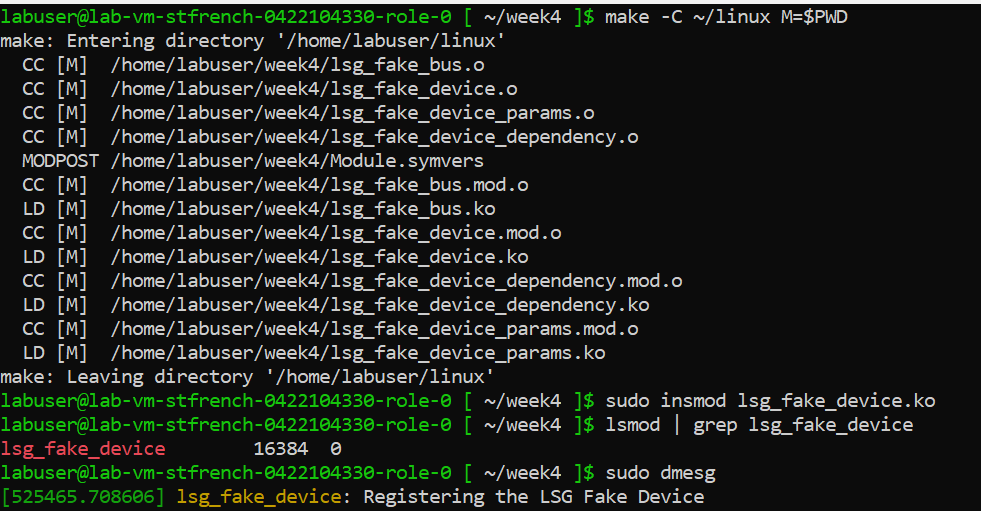 labuser@lab-vm-stfrench-0422104330-role-0 [ ~/week4 ]$ make -C ~/linux M=$PWD
make: Entering directory '/home/labuser/linux'
  CC [M]  /home/labuser/week4/lsg_fake_bus.o
  CC [M]  /home/labuser/week4/lsg_fake_device.o
  CC [M]  /home/labuser/week4/lsg_fake_device_params.o
  CC [M]  /home/labuser/week4/lsg_fake_device_dependency.o
  MODPOST /home/labuser/week4/Module.symvers
  CC [M]  /home/labuser/week4/lsg_fake_bus.mod.o
  LD [M]  /home/labuser/week4/lsg_fake_bus.ko
  CC [M]  /home/labuser/week4/lsg_fake_device.mod.o
  LD [M]  /home/labuser/week4/lsg_fake_device.ko
  CC [M]  /home/labuser/week4/lsg_fake_device_dependency.mod.o
  LD [M]  /home/labuser/week4/lsg_fake_device_dependency.ko
  CC [M]  /home/labuser/week4/lsg_fake_device_params.mod.o
  LD [M]  /home/labuser/week4/lsg_fake_device_params.ko
make: Leaving directory '/home/labuser/linux'
labuser@lab-vm-stfrench-0422104330-role-0 [ ~/week4 ]$ sudo insmod lsg_fake_device.ko
labuser@lab-vm-stfrench-0422104330-role-0 [ ~/week4 ]$ lsmod | grep lsg_fake_device
lsg_fake_device        16384  0
labuser@lab-vm-stfrench-0422104330-role-0 [ ~/week4 ]$ sudo dmesg
[525465.708606] lsg_fake_device: Registering the LSG Fake Device